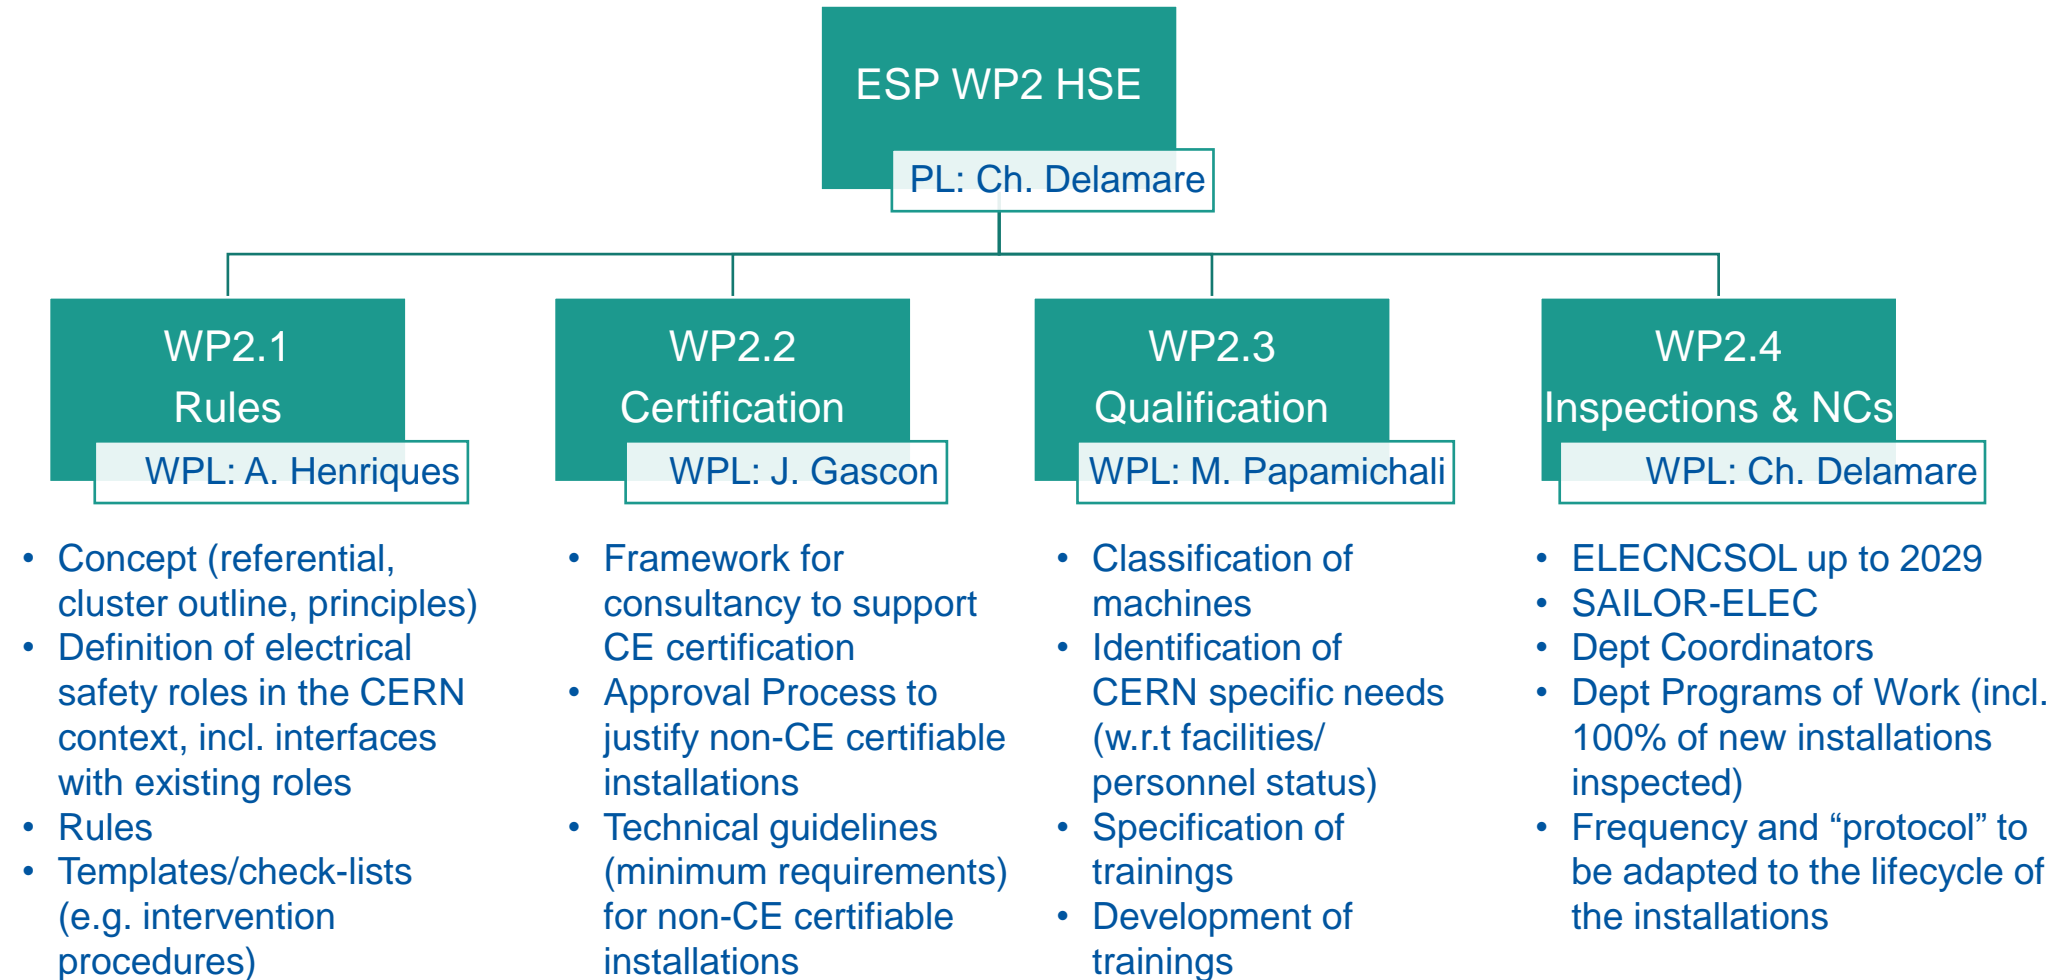 ESP WP2 HSE
PL: Ch. Delamare
WP2.1
Rules
WPL: A. Henriques
• Concept (referential,
cluster outline, principles)
• Definition of electrical
safety roles in the CERN
context, incl. interfaces
with existing roles
• Rules
• Templates/check-lists
(e.g. intervention
procedures)
WP2.2
Certification
WPL: J. Gascon
• Framework for
consultancy to support
CE certification
• Approval Process to
justify non-CE certifiable
installations
• Technical guidelines
(minimum requirements)
for non-CE certifiable
installations
WP2.3
Qualification
WPL: M. Papamichali
• Classification of
machines
• Identification of
CERN specific needs
(w.r.t facilities/
personnel status)
• Specification of
trainings
• Development of
trainings
WP2.4
Inspections & NCs
WPL: Ch. Delamare
• ELECNCSOL up to 2029
• SAILOR-ELEC
• Dept Coordinators
• Dept Programs of Work (incl.
100% of new installations
inspected)
• Frequency and “protocol” to
be adapted to the lifecycle of
the installations